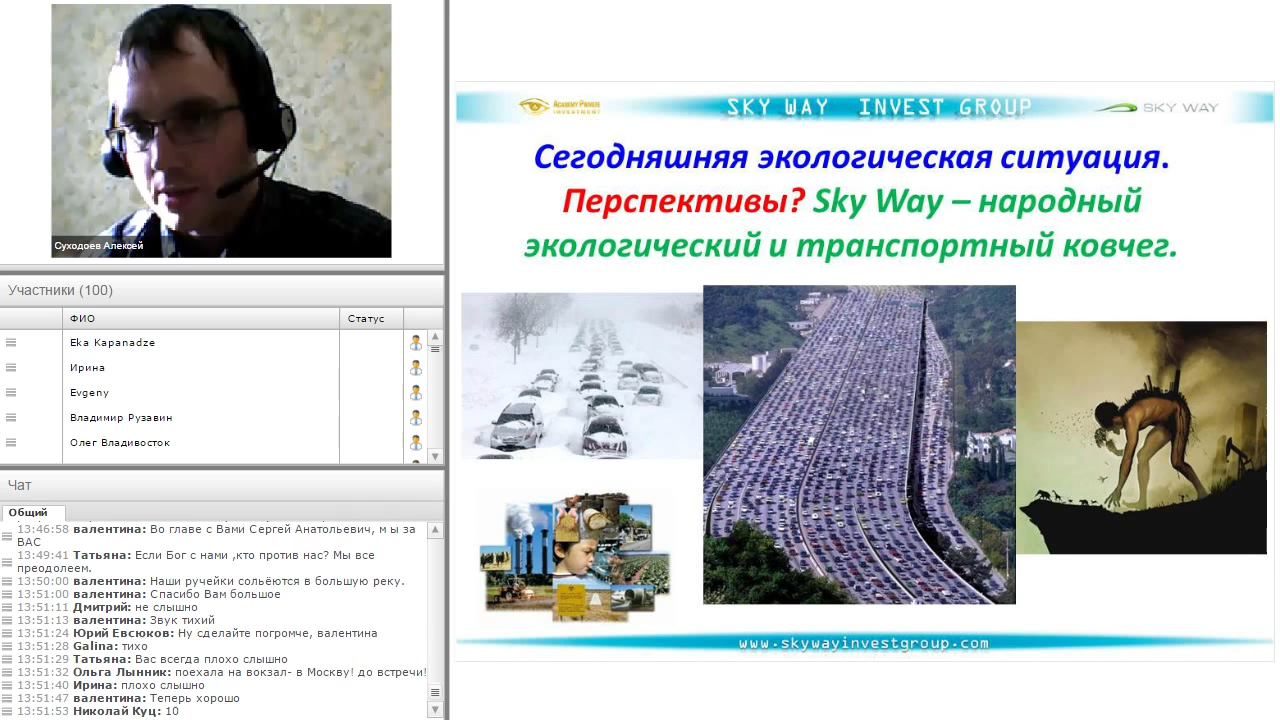 Суходоев Алексей
Участники (100)
ФИО Статус
Eka Kapanadze
Ирина
Evgeny
Владимир Рузавин
Олег Владивосток
Чат
Общий
13:46:58 валентина: Во главе с Вами Сергей Анатольевич, м ы за
ВАС
13:49:41 Татьяна: Если Бог с нами ,кто против нас? Мы все
преодолеем.
13:50:00 валентина: Наши ручейки сольёются в большую реку.
13:51:00 валентина: Спасибо Вам большое
13:51:11 Дмитрий: не слышно
13:51:13 валентина: Звук тихий
13:51:24 Юрий Евсюков: Ну сделайте погромче, валентина
13:51:28 Galina: тихо
13:51:29 Татьяна: Вас всегда плохо слышно
13:51:32 Ольга Лынник: поехала на вокзал- в Москву! до встречи!
13:51:40 Ирина: плохо слышно
13:51:47 валентина: Теперь хорошо
13:51:53 Николай Куц: 10
ACADEMY PRIVATE
INVESTMENT
SKY WAY INVEST GROUP
SKY WAY
Сегодняшняя экологическая ситуация.
Перспективы? Sky Way – народный
экологический и транспортный ковчег.
www.skywayinvestgroup.com